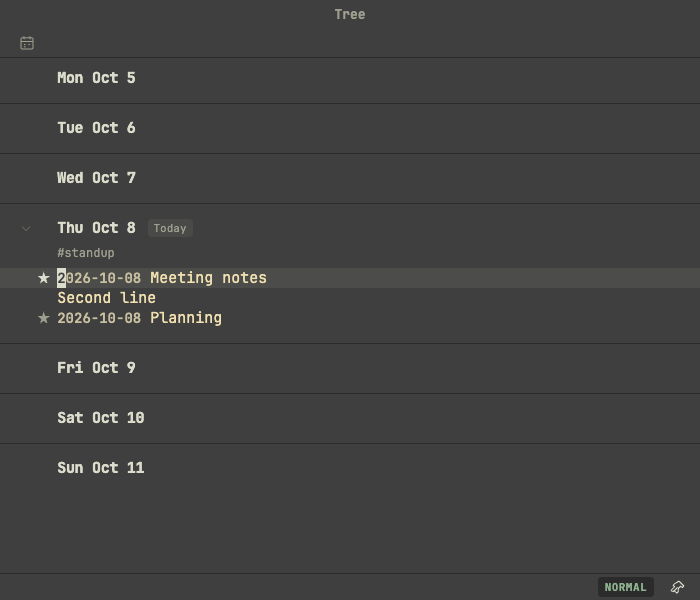 Tree
Mon Oct 5
Tue Oct 6
Wed Oct 7
Thu Oct 8 Today
#standup
★ 2026-10-08 Meeting notes
Second line
★ 2026-10-08 Planning
Fri Oct 9
Sat Oct 10
Sun Oct 11
NORMAL